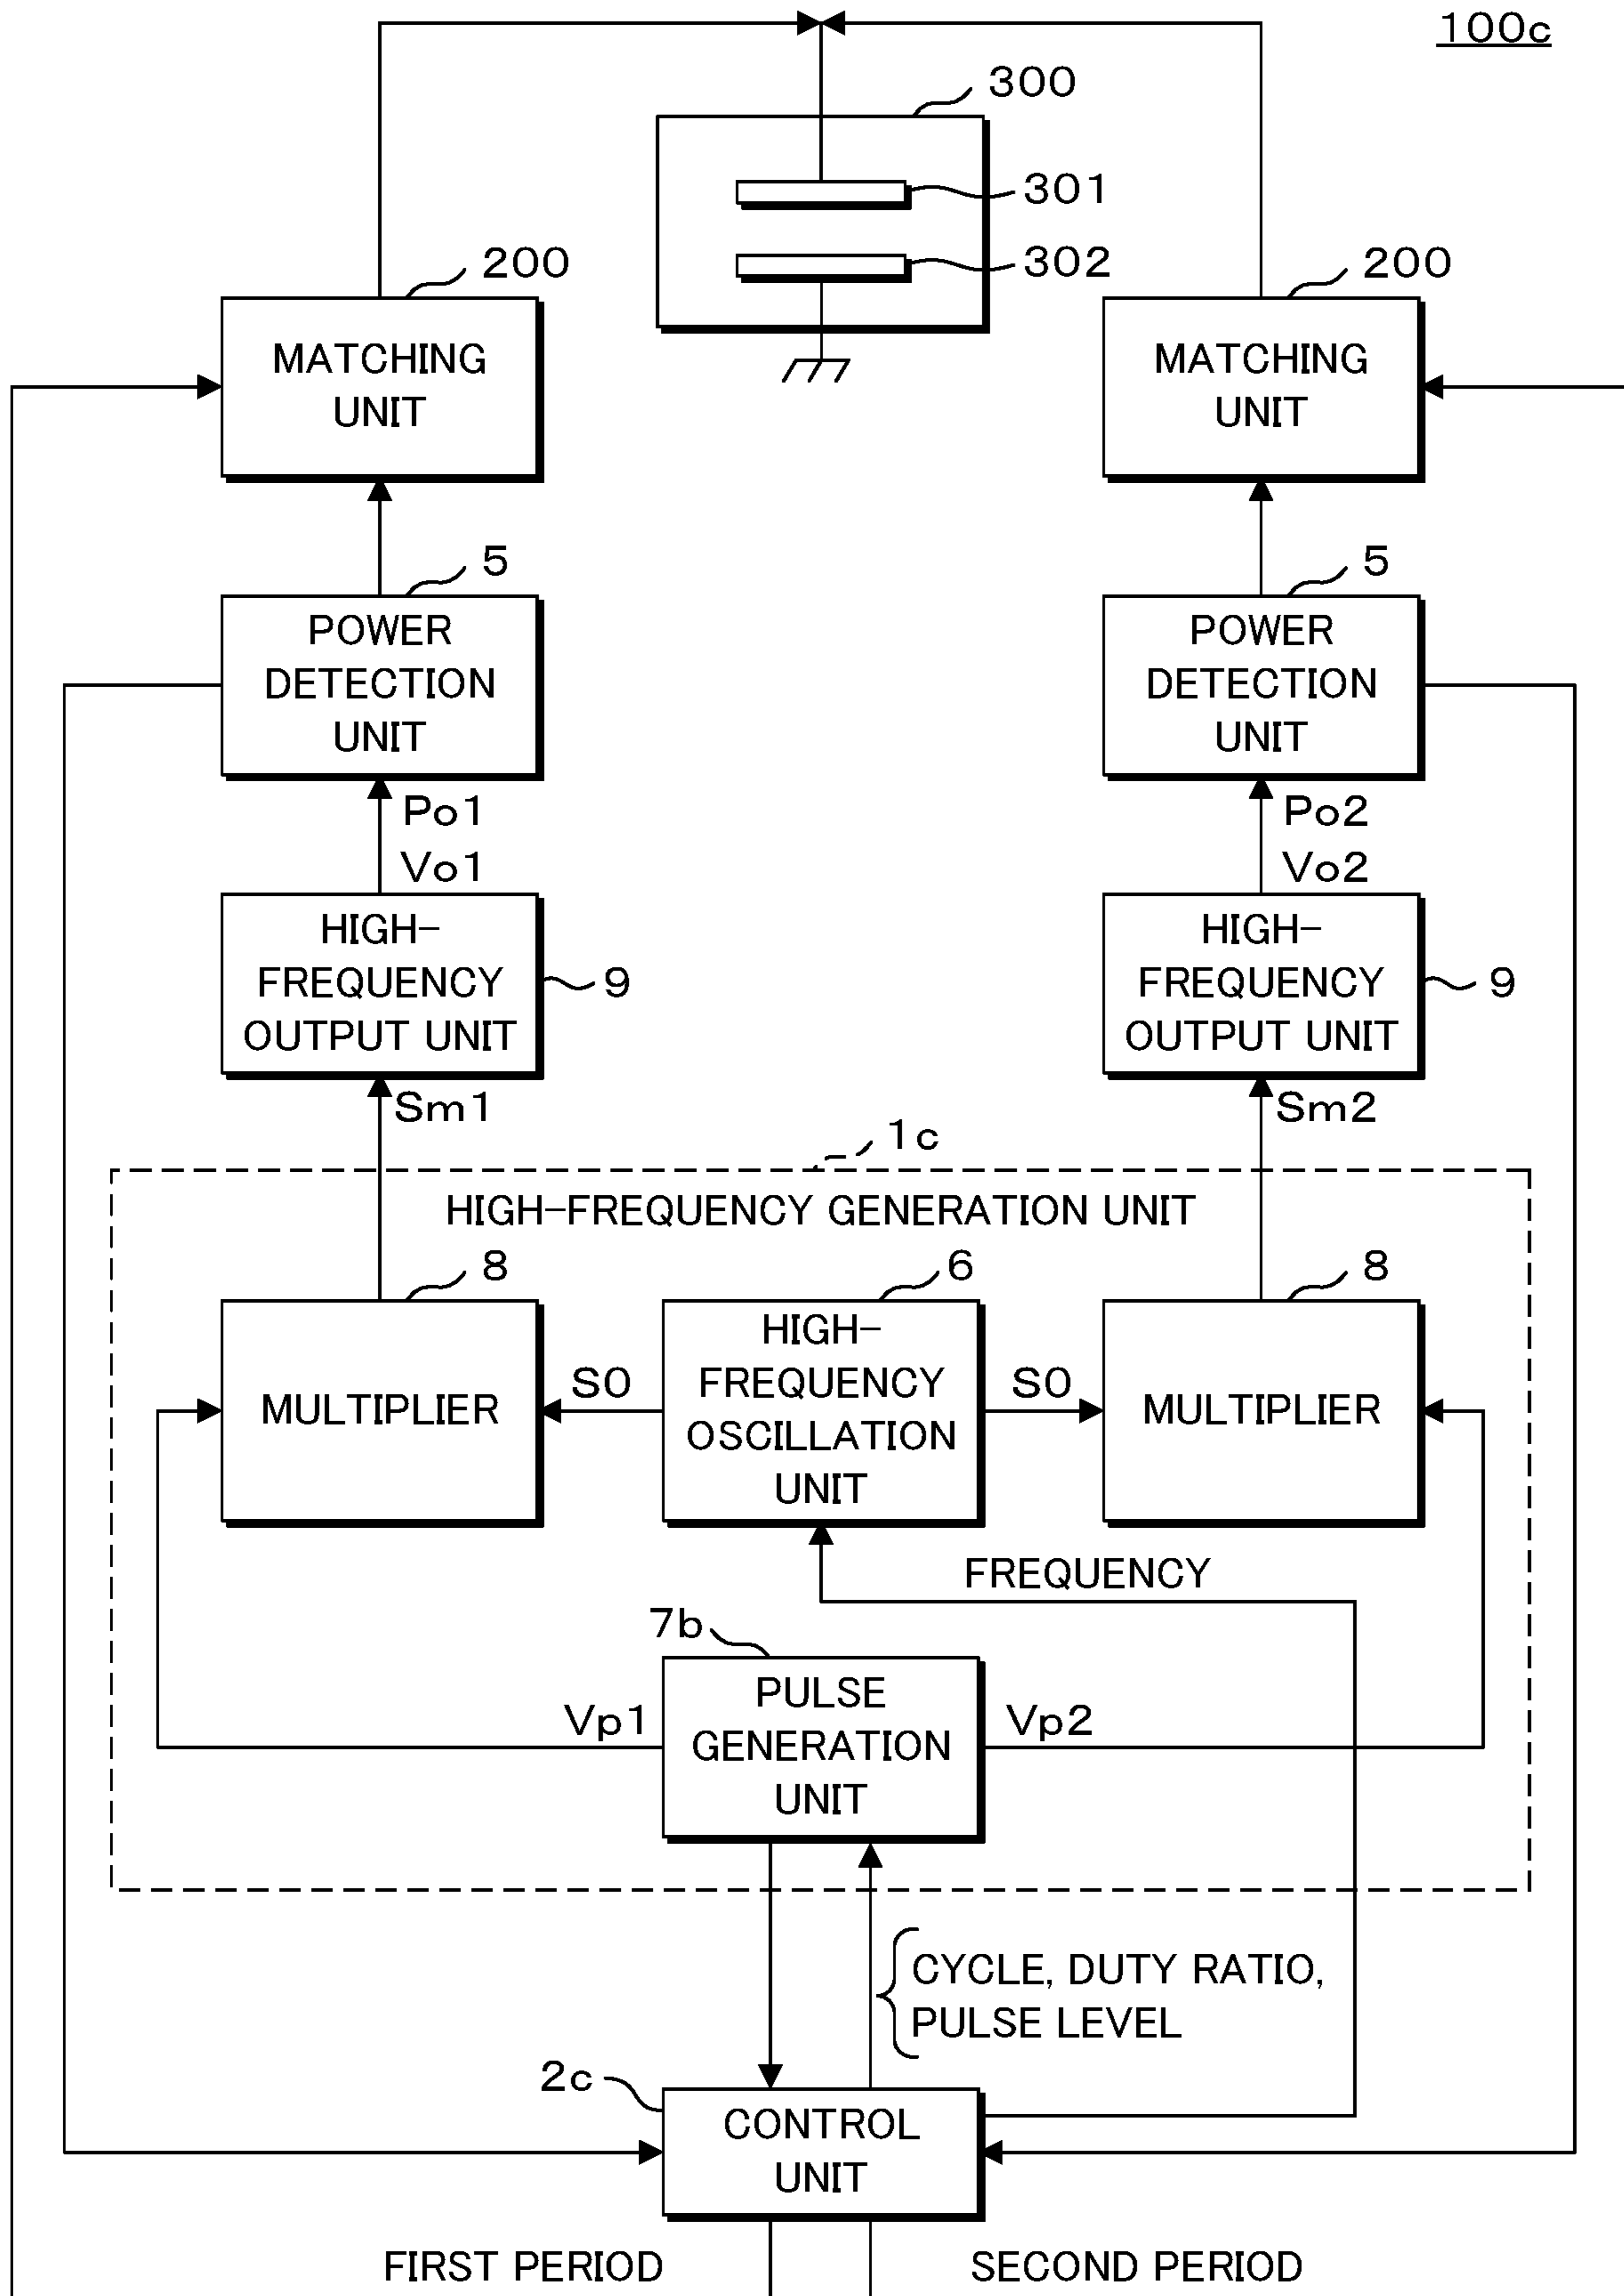 100c
300
301
302
200
200
MATCHING
UNIT
MATCHING
UNIT
5
5
POWER
DETECTION
UNIT
POWER
DETECTION
UNIT
Po1
Vo1
Po2
Vo2
HIGH-
FREQUENCY
OUTPUT UNIT
9
HIGH-
FREQUENCY
OUTPUT UNIT
9
Sm1
Sm2
1c
HIGH-FREQUENCY GENERATION UNIT
8
6
8
MULTIPLIER
S0
HIGH-
FREQUENCY
OSCILLATION
UNIT
S0
MULTIPLIER
FREQUENCY
7b
Vp1
PULSE
GENERATION
UNIT
Vp2
CYCLE, DUTY RATIO,
PULSE LEVEL
2c
CONTROL
UNIT
FIRST PERIOD
SECOND PERIOD